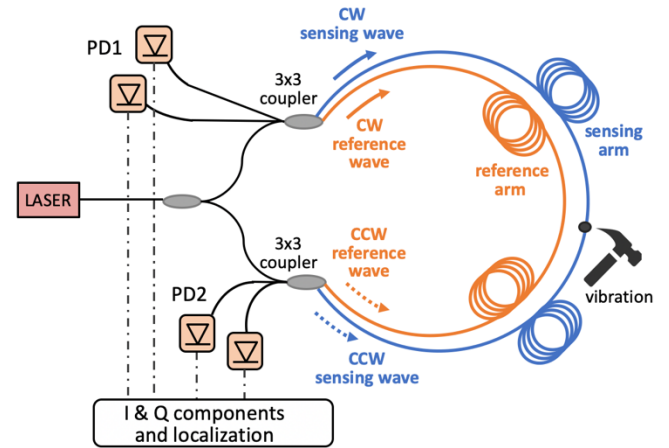 CW
sensing wave
PD1
3x3
coupler
CW
reference
wave
sensing
arm
reference
arm
LASER
3x3
coupler
CCW
reference
wave
PD2
vibration
CCW
sensing wave
I & Q components
and localization